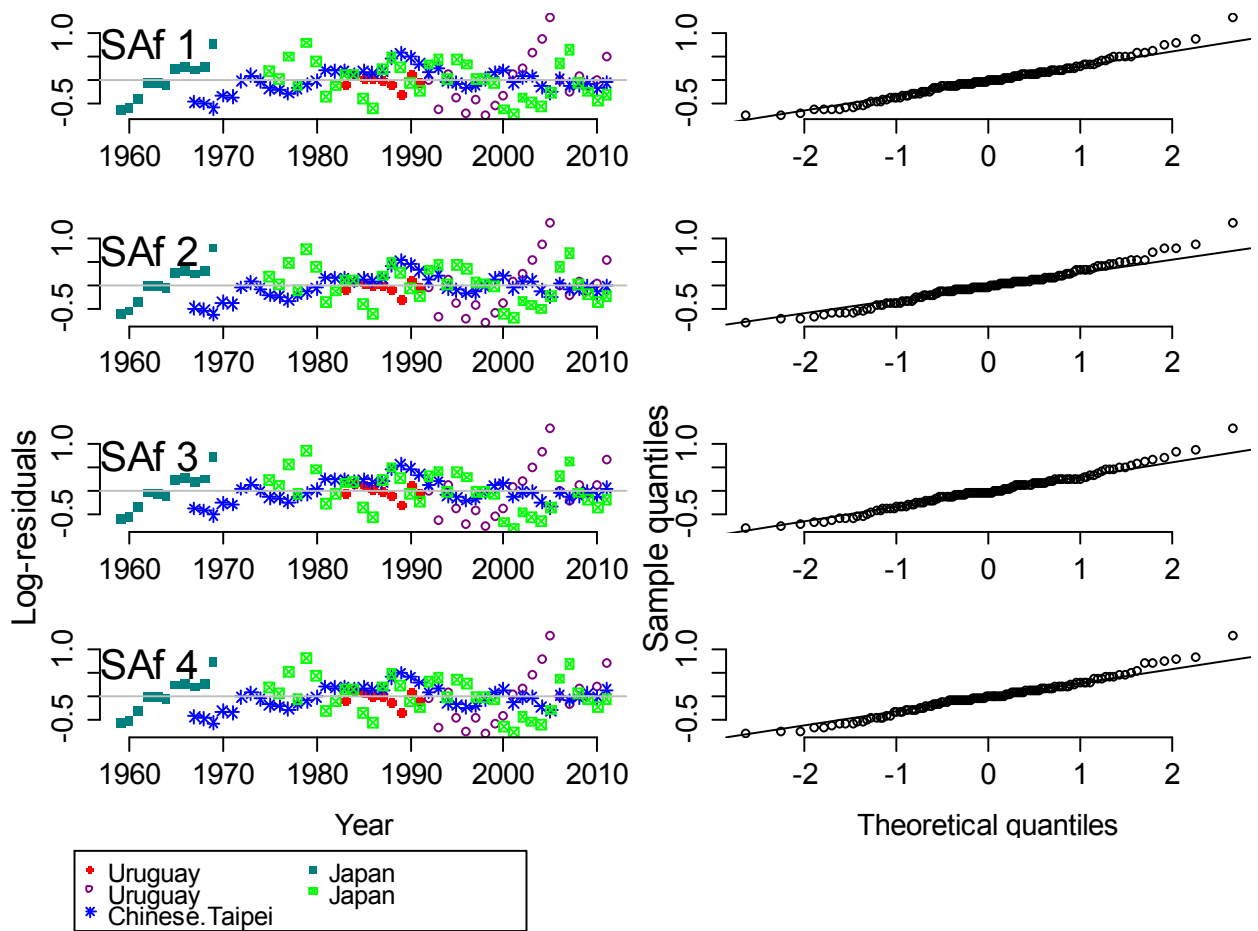 SAf 1
1.0
-0.5
1960 1970 1980 1990 2000 2010
-2 -1 0 1 2
SAf 2
1.0
-0.5
1960 1970 1980 1990 2000 2010
1.0
-0.5
-2 -1 0 1 2
SAf 3
1.0
-0.5
1960 1970 1980 1990 2000 2010
1.0
-0.5
-2 -1 0 1 2
SAf 4
1.0
-0.5
1960 1970 1980 1990 2000 2010
1.0
-0.5
-2 -1 0 1 2
1.0
-0.5
Log-residuals
Sample quantiles
Year
Theoretical quantiles
Uruguay
Uruguay
Chinese.Taipei
Japan
Japan